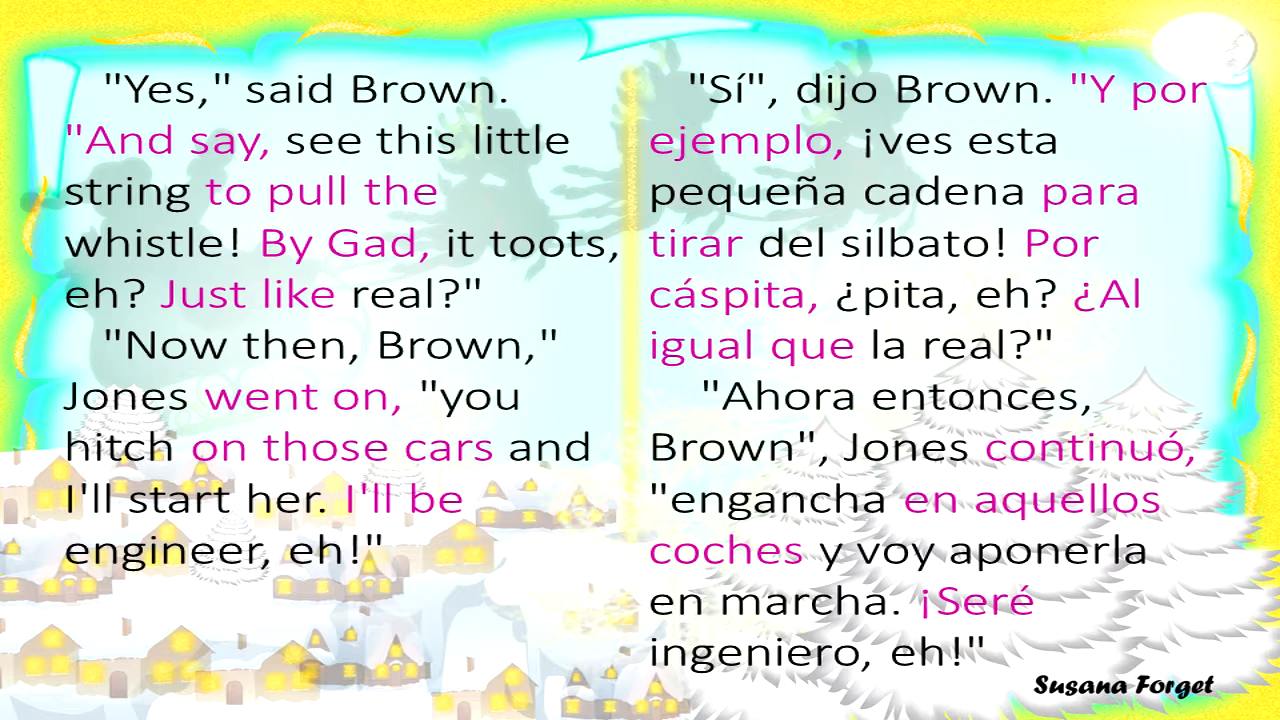 "Yes," said Brown.
"And say, see this little
string to pull the
whistle! By Gad, it toots,
eh? Just like real?"
"Now then, Brown,"
Jones went on, "you
hitch on those cars and
I'll start her. I'll be
engineer, eh!"
"Sí", dijo Brown. "Y por
ejemplo, ¡ves esta
pequeña cadena para
tirar del silbato! Por
cáspita, ¿pita, eh? ¿Al
igual que la real?"
"Ahora entonces,
Brown", Jones continuó,
"engancha en aquellos
coches y voy aponerla
en marcha. ¡Seré
ingeniero, eh!"
Susana Forget